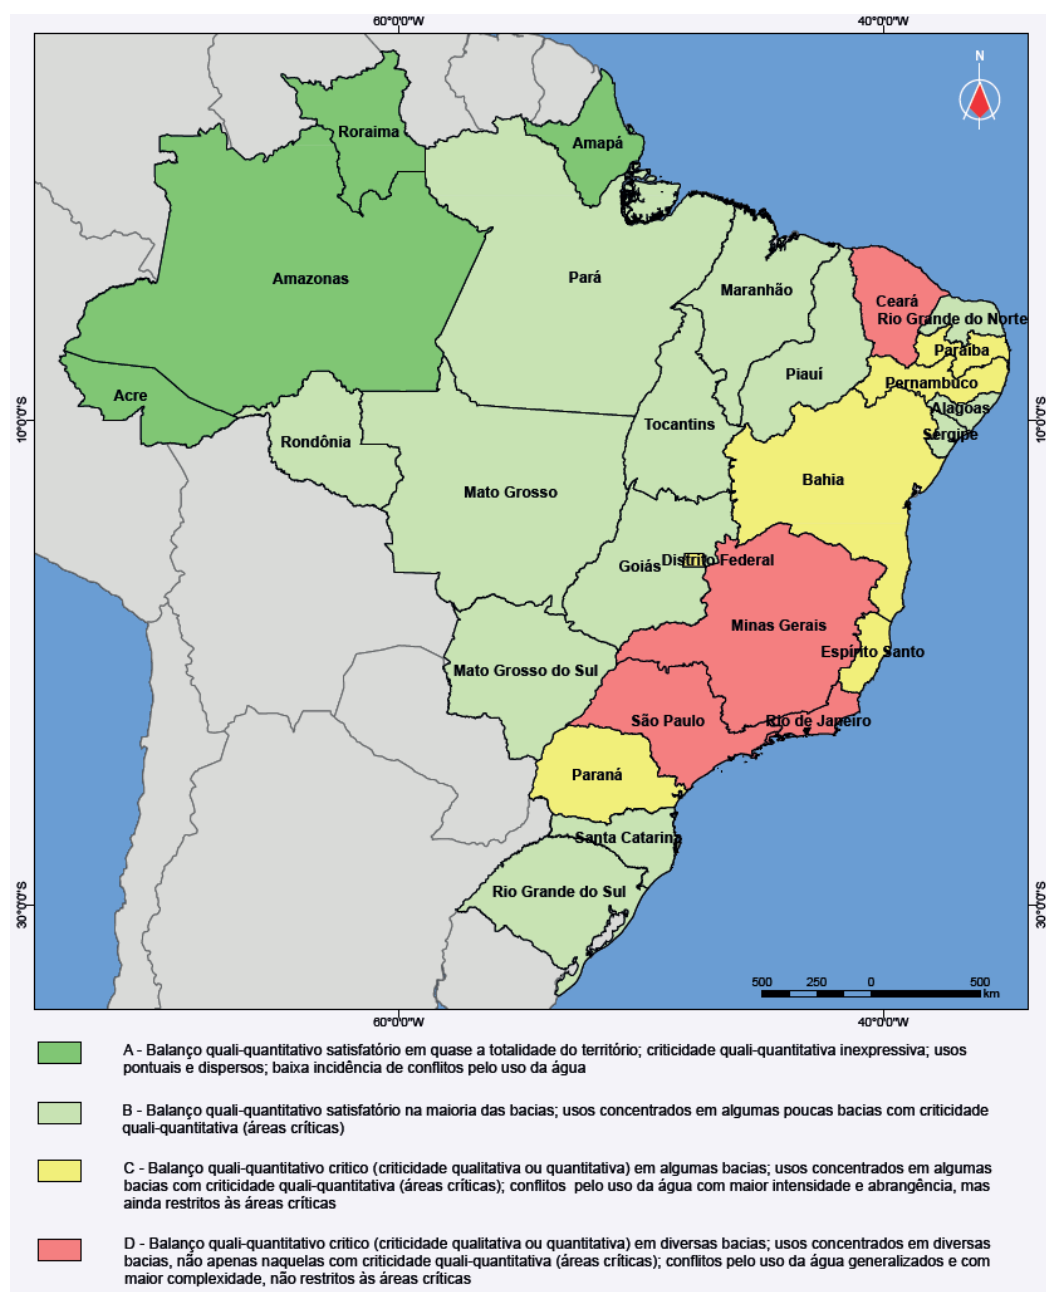 60°0'0"W
40°0'0"W
N
Roraima
Amapá
Amazonas
Pará
Maranhão
Ceará
Rio Grande do Norte
Paraíba
Piauí
Pernambuco
Acre
Alagoas
10°0'0"S
10°0'0"S
Tocantins
Sergipe
Rondônia
Bahia
Mato Grosso
Goiás
Distrito Federal
Minas Gerais
Espírito Santo
Mato Grosso do Sul
São Paulo
Rio de Janeiro
Paraná
Santa Catarina
Rio Grande do Sul
30°0'0"S
30°0'0"S
500 250 0 500
km
60°0'0"W
40°0'0"W
A - Balanço quali-quantitativo satisfatório em quase a totalidade do território; criticidade quali-quantitativa inexpressiva; usos
pontuais e dispersos; baixa incidência de conflitos pelo uso da água
B - Balanço quali-quantitativo satisfatório na maioria das bacias; usos concentrados em algumas poucas bacias com criticidade
quali-quantitativa (áreas críticas)
C - Balanço quali-quantitativo critico (criticidade qualitativa ou quantitativa) em algumas bacias; usos concentrados em algumas
bacias com criticidade quali-quantitativa (áreas críticas); conflitos pelo uso da água com maior intensidade e abrangência, mas
ainda restritos às áreas críticas
D - Balanço quali-quantitativo critico (criticidade qualitativa ou quantitativa) em diversas bacias; usos concentrados em diversas
bacias, não apenas naquelas com criticidade quali-quantitativa (áreas críticas); conflitos pelo uso da água generalizados e com
maior complexidade, não restritos às áreas críticas